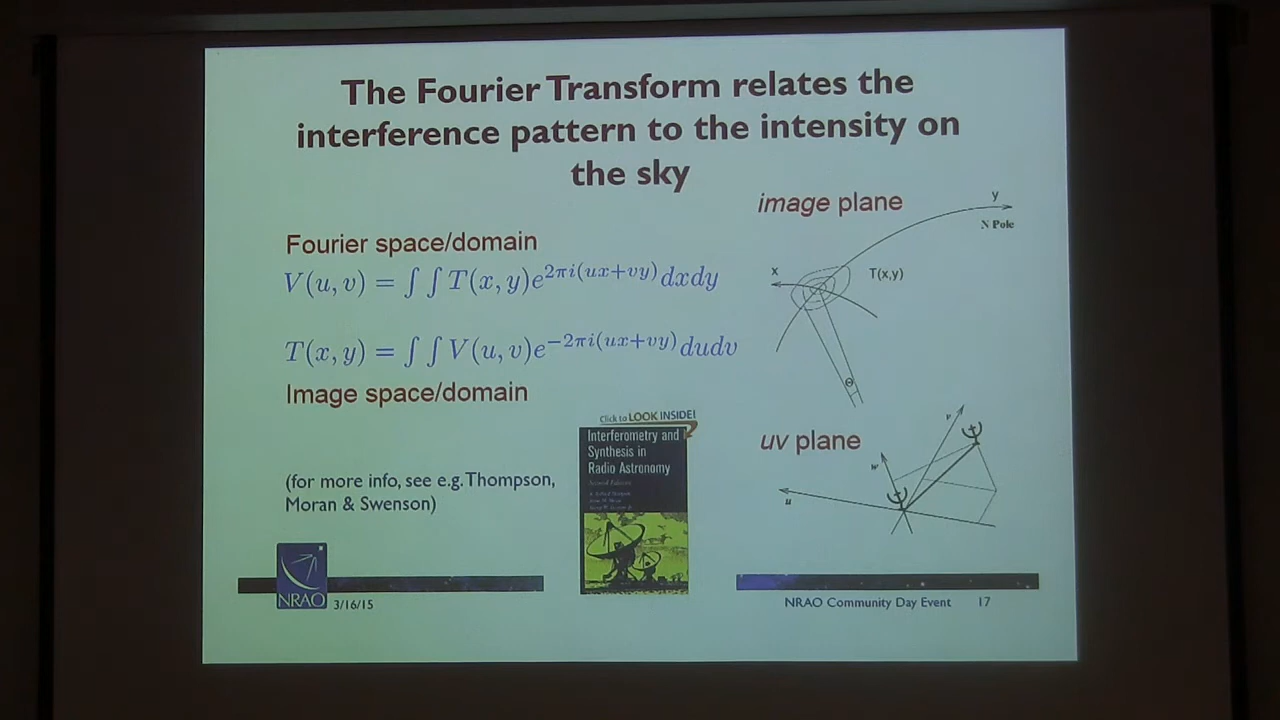 The Fourier Transform relates the
interference pattern to the intensity on
the sky
image plane
y
N Pole
Fourier space/domain
V(u, v) = ∫ ∫ T(x, y)e^{2πi(ux+vy)}dxdy
x
T(x,y)
T(x, y) = ∫ ∫ V(u, v)e^{−2πi(ux+vy)}dudv
Image space/domain
Θ
Click to LOOK INSIDE!
Interferometry and
Synthesis in
Radio Astronomy
Second Edition
uv plane
v
w
u
(for more info, see e.g. Thompson,
Moran & Swenson)
NRAO
3/16/15
NRAO Community Day Event
17